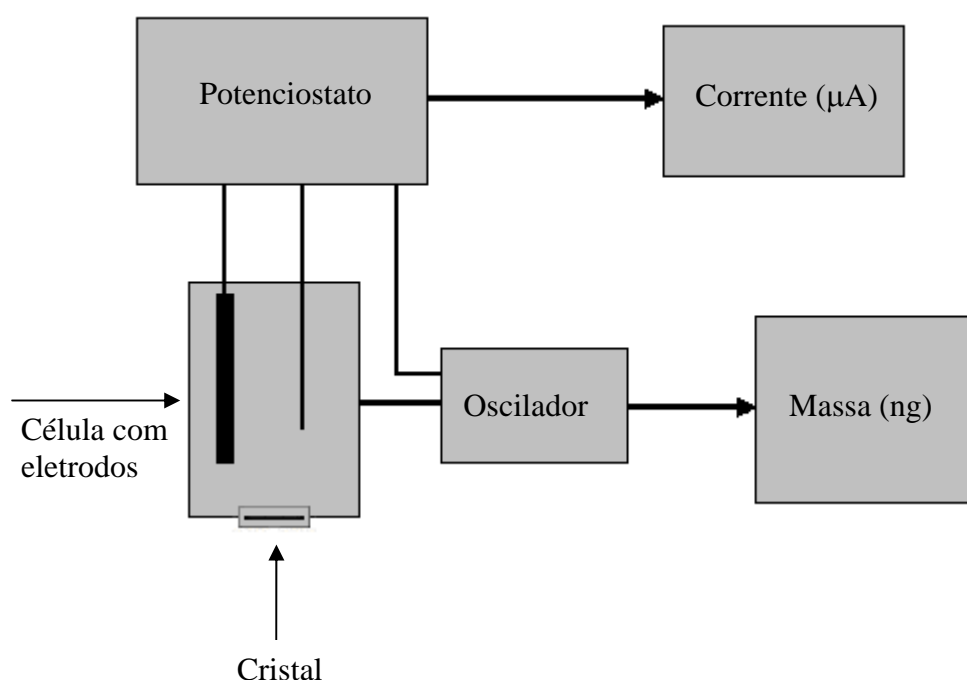 Potenciostato
Corrente (μA)
Oscilador
Massa (ng)
Célula com
eletrodos
Cristal